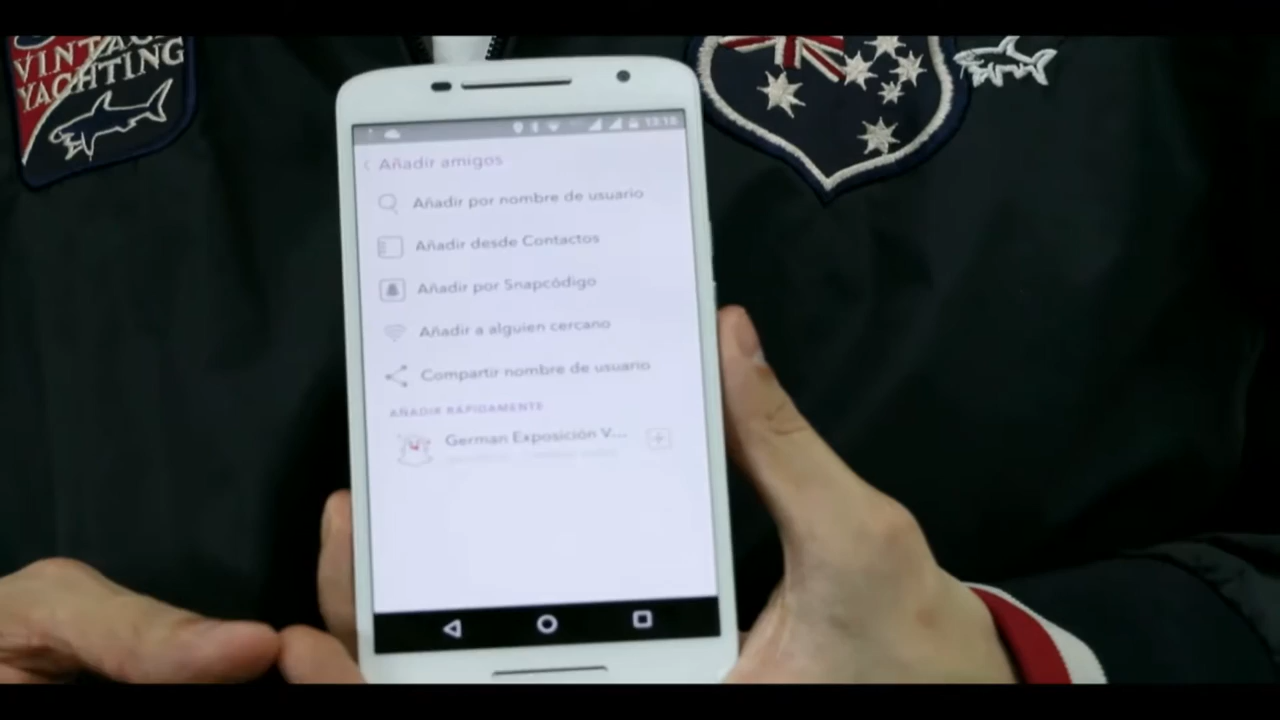 VINTAGE
YACHTING
13:18
Añadir amigos
Añadir por nombre de usuario
Añadir desde Contactos
Añadir por Snapcódigo
Añadir a alguien cercano
Compartir nombre de usuario
AÑADIR RÁPIDAMENTE
German Exposición V...